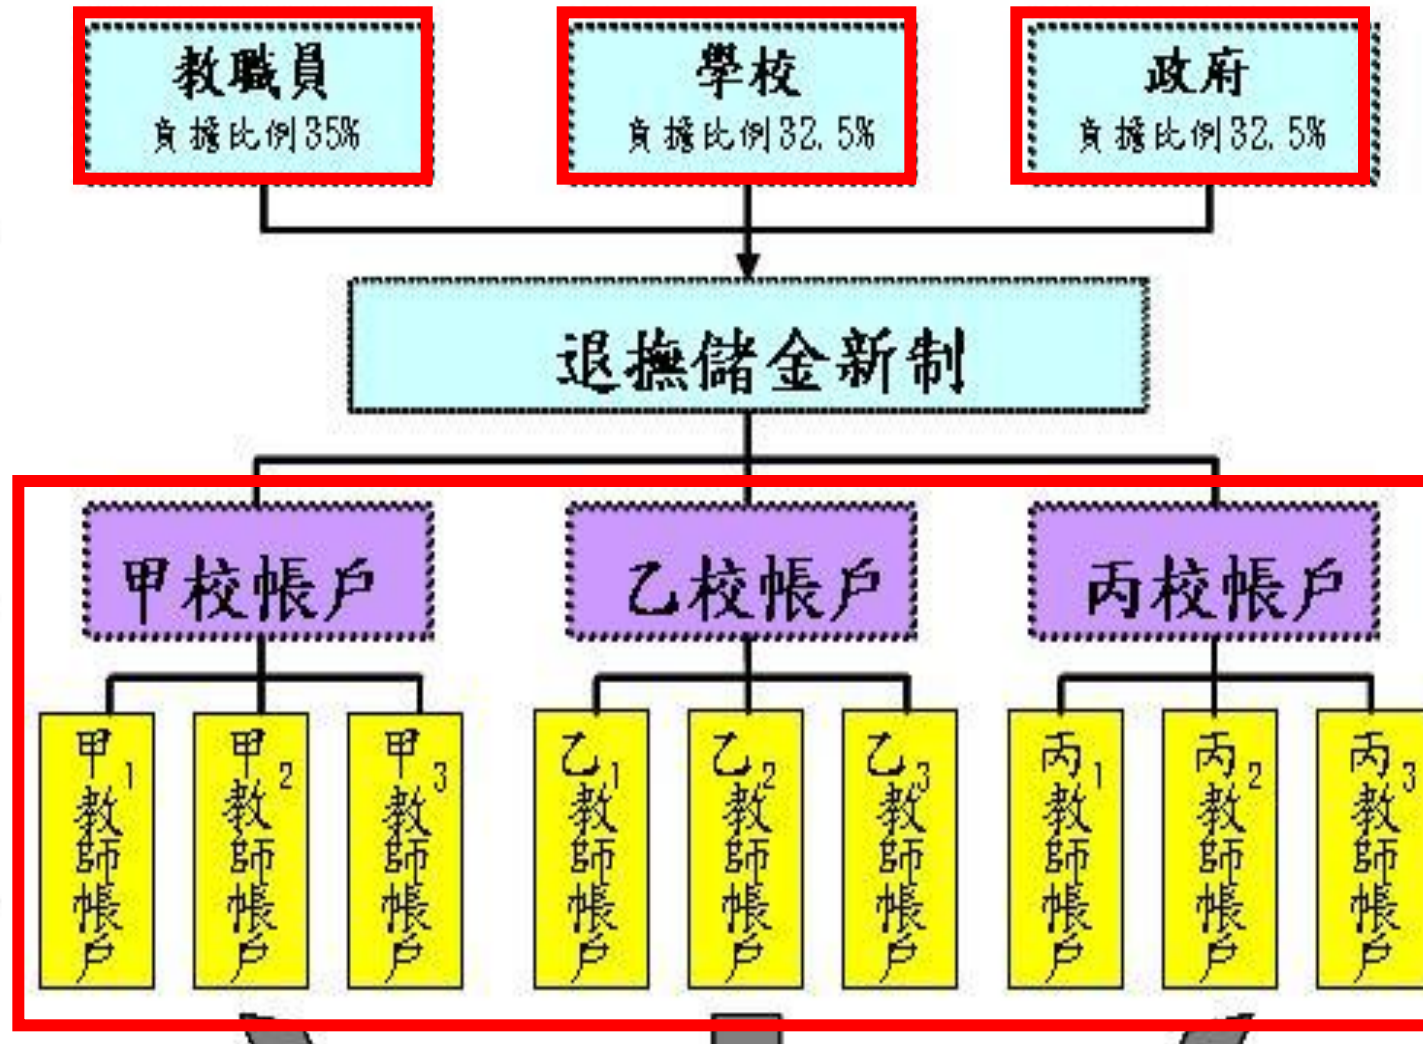 教職員
負擔比例35%
學校
負擔比例32.5%
政府
負擔比例32.5%
退撫儲金新制
甲校帳戶
乙校帳戶
丙校帳戶
甲1教師帳戶
甲2教師帳戶
甲3教師帳戶
乙1教師帳戶
乙2教師帳戶
乙3教師帳戶
丙1教師帳戶
丙2教師帳戶
丙3教師帳戶